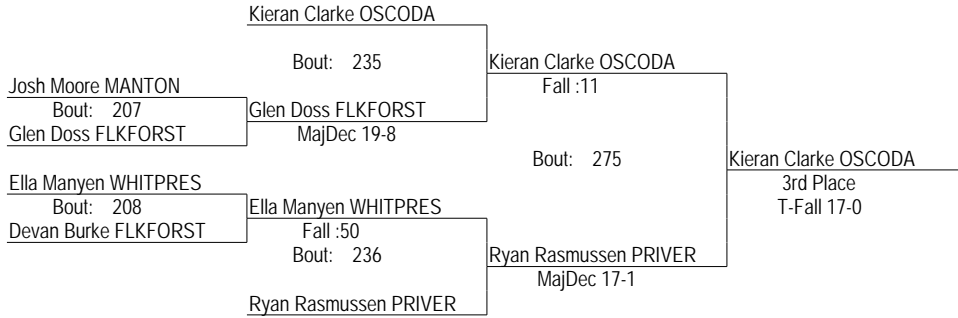 Kieran Clarke OSCODA
Bout: 235
Kieran Clarke OSCODA
Fall :11
Josh Moore MANTON
Bout: 207
Glen Doss FLKFORST
Glen Doss FLKFORST
MajDec 19-8
Bout: 275
Kieran Clarke OSCODA
3rd Place
T-Fall 17-0
Ella Manyen WHITPRES
Bout: 208
Devan Burke FLKFORST
Ella Manyen WHITPRES
Fall :50
Bout: 236
Ryan Rasmussen PRIVER
MajDec 17-1
Ryan Rasmussen PRIVER